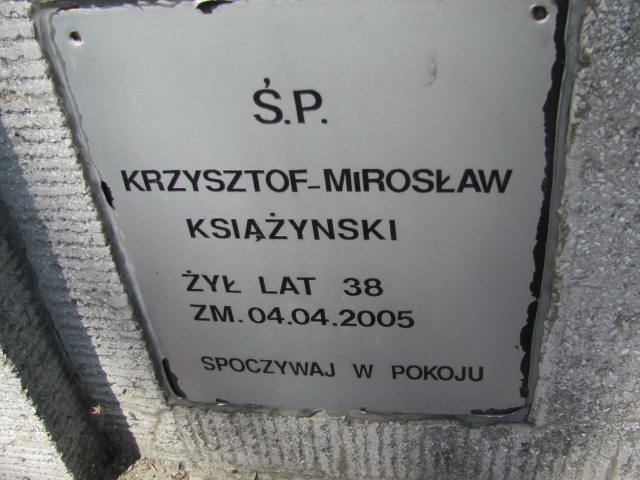 Ś.P.
KRZYSZTOF-MiROSŁAW
KSIĄŻYNSKI
ŻYŁ LAT 38
ZM. 04.04.2005
SPOCZYWAJ W POKOJU